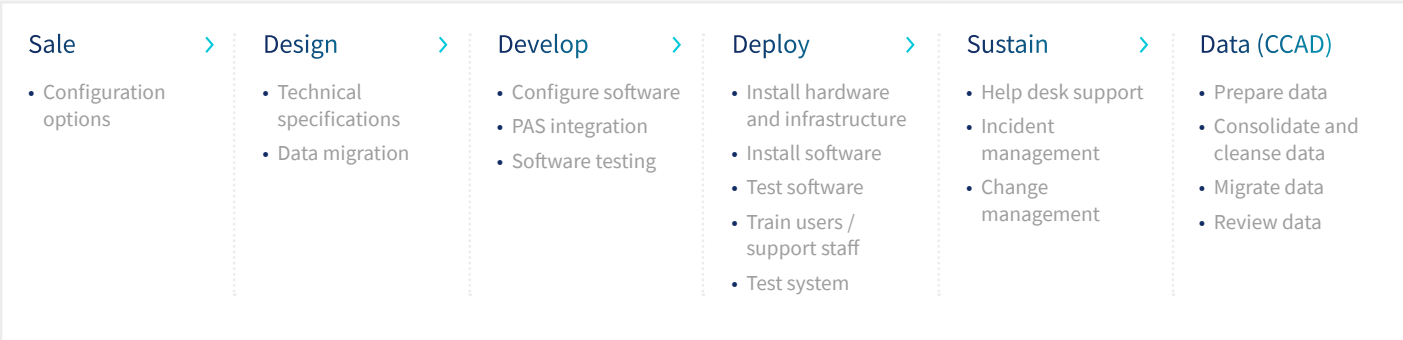 Sale
• Configuration
options
Design
• Technical
specifications
• Data migration
Develop
• Configure software
• PAS integration
• Software testing
Deploy
• Install hardware
and infrastructure
• Install software
• Test software
• Train users /
support staff
• Test system
Sustain
• Help desk support
• Incident
management
• Change
management
Data (CCAD)
• Prepare data
• Consolidate and
cleanse data
• Migrate data
• Review data